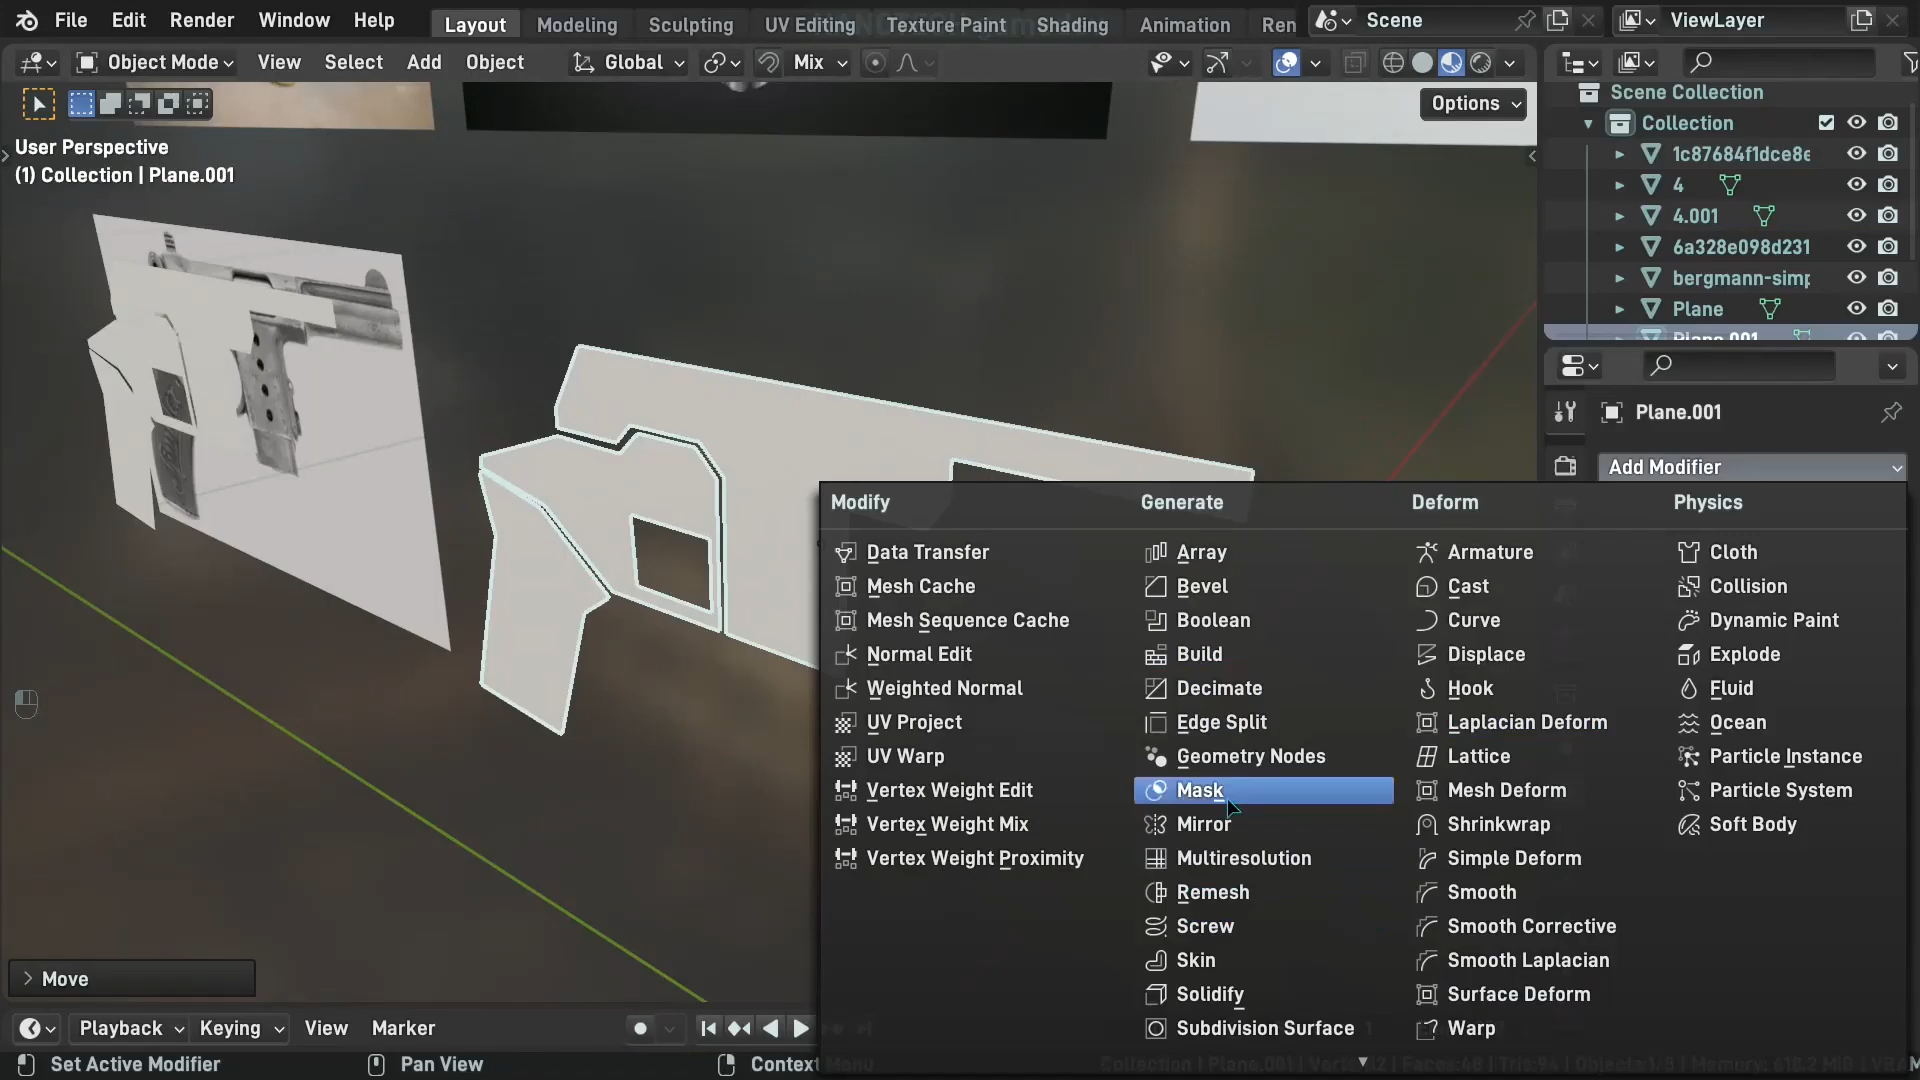 File Edit Render Window Help Layout Modeling Sculpting UV Editing Texture Paint Shading Animation Ren Scene ViewLayer
Object Mode View Select Add Object Global Mix
Options
User Perspective
(1) Collection | Plane.001
Scene Collection
Collection
1c87684f1dce8e
4
4.001
6a328e098d231
bergmann-simp
Plane
Plane.001
Plane.001
Add Modifier
Modify Generate Deform Physics
Data Transfer Array Armature Cloth
Mesh Cache Bevel Cast Collision
Mesh Sequence Cache Boolean Curve Dynamic Paint
Normal Edit Build Displace Explode
Weighted Normal Decimate Hook Fluid
UV Project Edge Split Laplacian Deform Ocean
UV Warp Geometry Nodes Lattice Particle Instance
Vertex Weight Edit Mask Mesh Deform Particle System
Vertex Weight Mix Mirror Shrinkwrap Soft Body
Vertex Weight Proximity Multiresolution Simple Deform
Remesh Smooth
Screw Smooth Corrective
Skin Smooth Laplacian
Solidify Surface Deform
Subdivision Surface Warp
Move
Playback Keying View Marker
Set Active Modifier Pan View Context Menu